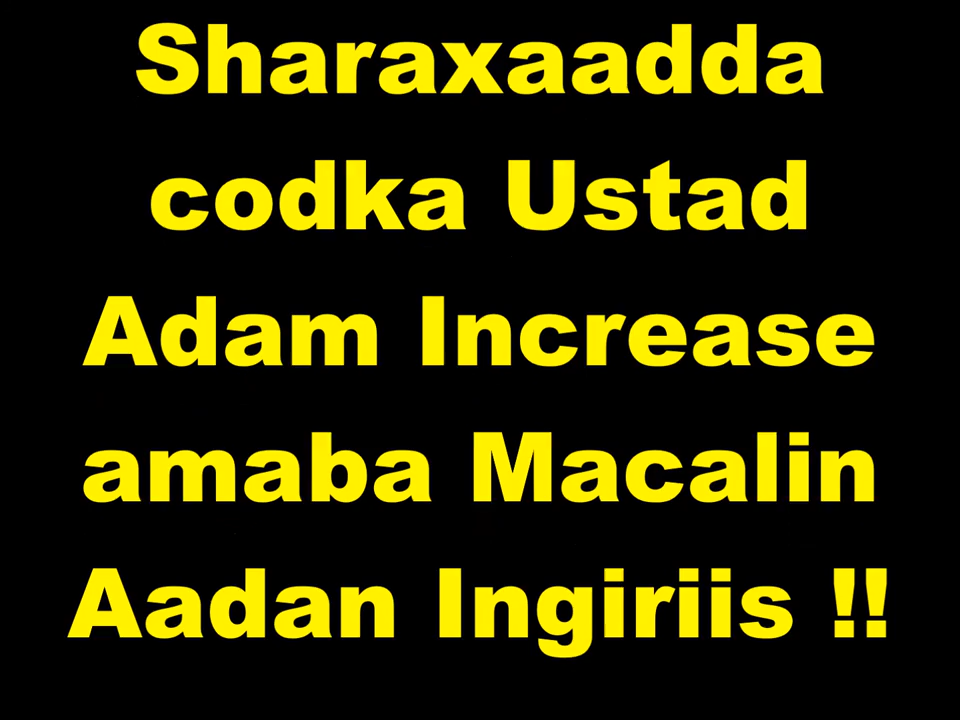 Sharaxaadda
codka Ustad
Adam Increase
amaba Macalin
Aadan Ingiriis !!